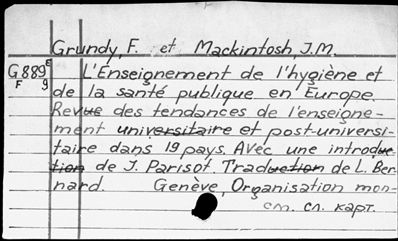 Grundy, F. et Mackintosh, J.M.
G889 E L'Enseignement de l'hygiène et
F 9 de la santé publique en Europe.
Revue des tendances de l'enseigne-
ment universitaire et post-universi-
taire dans 19 pays. Avec une introduc-
tion de J. Parisot. Traduction de L. Ber-
nard. Genève, Organisation mon-
см. сл. карт.